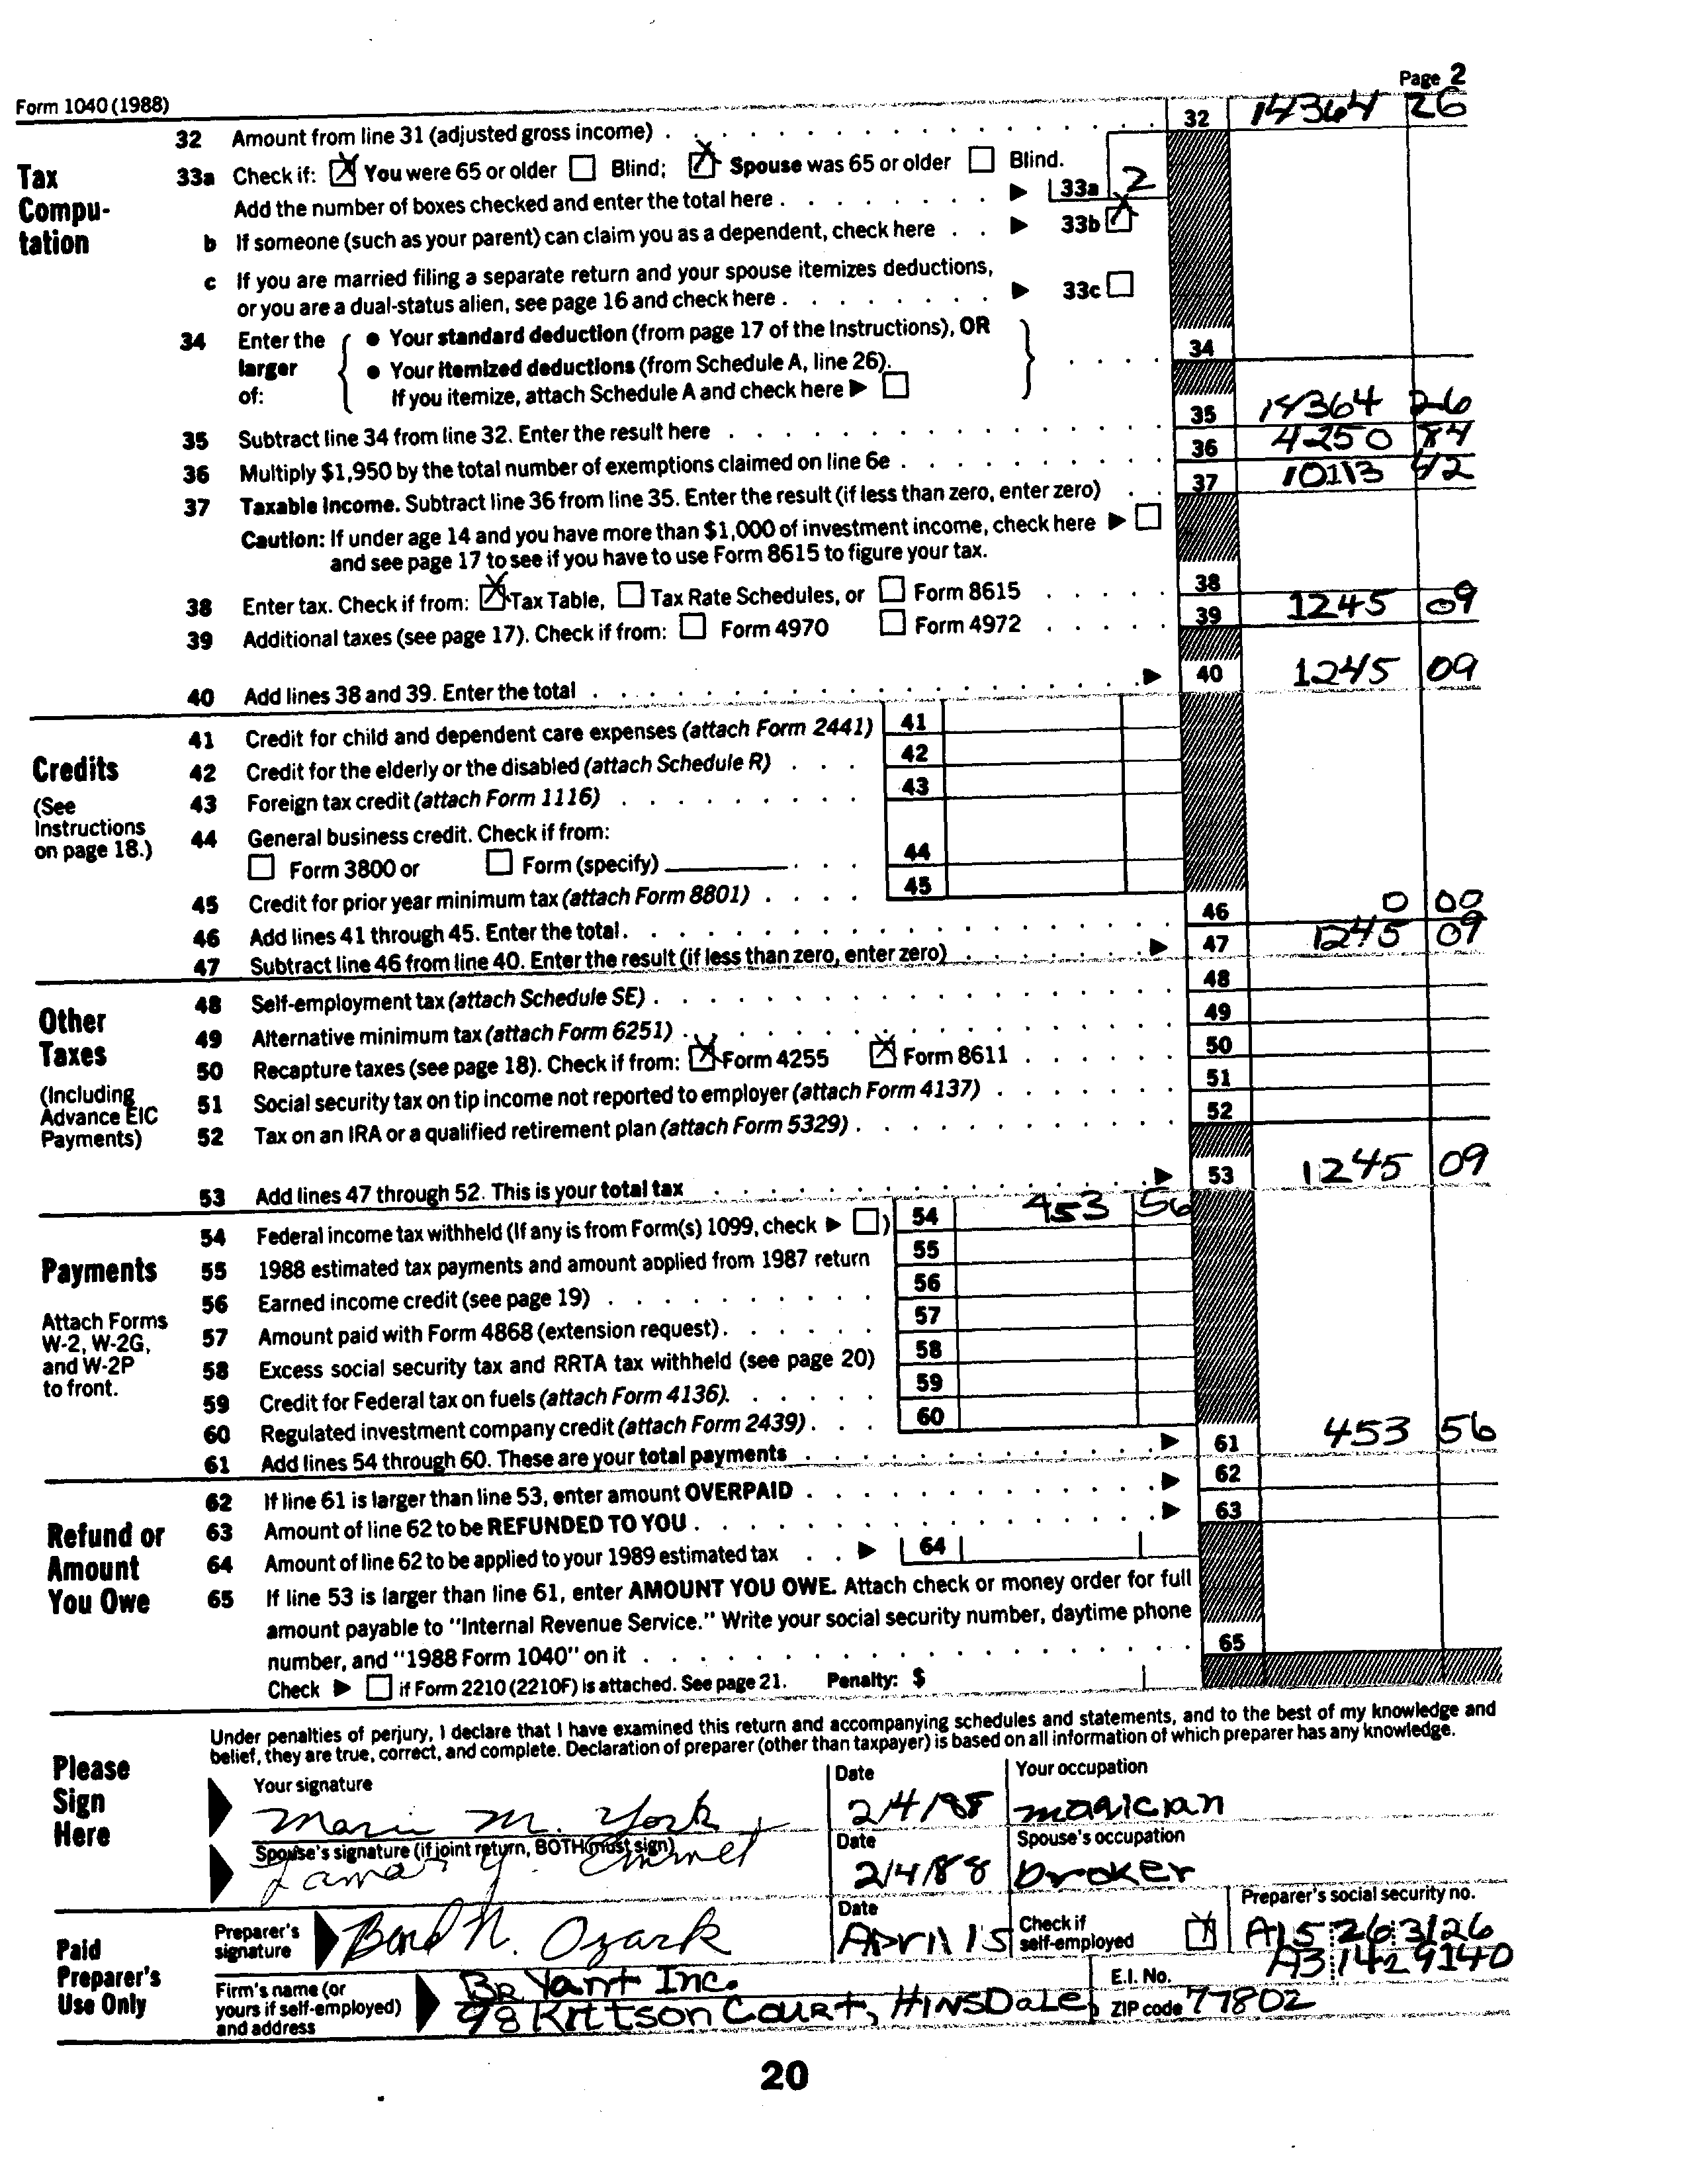 Page 2
Form 1040 (1988)
32 Amount from line 31 (adjusted gross income) 32 14364 26
Tax Computation
33a Check if: X You were 65 or older Blind; X Spouse was 65 or older Blind.
Add the number of boxes checked and enter the total here 33a 2
b If someone (such as your parent) can claim you as a dependent, check here 33b X
c If you are married filing a separate return and your spouse itemizes deductions,
or you are a dual-status alien, see page 16 and check here 33c
34 Enter the larger of:
• Your standard deduction (from page 17 of the Instructions), OR
• Your itemized deductions (from Schedule A, line 26).
If you itemize, attach Schedule A and check here
34
35 Subtract line 34 from line 32. Enter the result here 35 14364 26
36 Multiply $1,950 by the total number of exemptions claimed on line 6e 36 4250 84
37 Taxable income. Subtract line 36 from line 35. Enter the result (if less than zero, enter zero) 37 10113 42
Caution: If under age 14 and you have more than $1,000 of investment income, check here
and see page 17 to see if you have to use Form 8615 to figure your tax.
38 Enter tax. Check if from: X Tax Table, Tax Rate Schedules, or Form 8615 38
39 Additional taxes (see page 17). Check if from: Form 4970 Form 4972 39 1245 09
40 Add lines 38 and 39. Enter the total 40 1245 09
Credits
(See Instructions on page 18.)
41 Credit for child and dependent care expenses (attach Form 2441) 41
42 Credit for the elderly or the disabled (attach Schedule R) 42
43 Foreign tax credit (attach Form 1116) 43
44 General business credit. Check if from:
Form 3800 or Form (specify) 44
45 Credit for prior year minimum tax (attach Form 8801) 45
46 Add lines 41 through 45. Enter the total. 46 0 00
47 Subtract line 46 from line 40. Enter the result (if less than zero, enter zero) 47 1245 09
Other Taxes
(Including Advance EIC Payments)
48 Self-employment tax (attach Schedule SE) 48
49 Alternative minimum tax (attach Form 6251) 49
50 Recapture taxes (see page 18). Check if from: X Form 4255 X Form 8611 50
51 Social security tax on tip income not reported to employer (attach Form 4137) 51
52 Tax on an IRA or a qualified retirement plan (attach Form 5329) 52
53 Add lines 47 through 52. This is your total tax 53 1245 09
Payments
Attach Forms W-2, W-2G, and W-2P to front.
54 Federal income tax withheld (If any is from Form(s) 1099, check ) 54 453 56
55 1988 estimated tax payments and amount applied from 1987 return 55
56 Earned income credit (see page 19) 56
57 Amount paid with Form 4868 (extension request) 57
58 Excess social security tax and RRTA tax withheld (see page 20) 58
59 Credit for Federal tax on fuels (attach Form 4136). 59
60 Regulated investment company credit (attach Form 2439) 60
61 Add lines 54 through 60. These are your total payments 61 453 56
Refund or Amount You Owe
62 If line 61 is larger than line 53, enter amount OVERPAID 62
63 Amount of line 62 to be REFUNDED TO YOU 63
64 Amount of line 62 to be applied to your 1989 estimated tax 64
65 If line 53 is larger than line 61, enter AMOUNT YOU OWE. Attach check or money order for full
amount payable to "Internal Revenue Service." Write your social security number, daytime phone
number, and "1988 Form 1040" on it 65
Check if Form 2210 (2210F) is attached. See page 21. Penalty: $
Please Sign Here
Under penalties of perjury, I declare that I have examined this return and accompanying schedules and statements, and to the best of my knowledge and
belief, they are true, correct, and complete. Declaration of preparer (other than taxpayer) is based on all information of which preparer has any knowledge.
Your signature Date Your occupation
Mari M. York 2/4/88 magician
Spouse's signature (if joint return, BOTH must sign) Date Spouse's occupation
Lamar J. Emmet 2/4/88 broker
Paid Preparer's Use Only
Preparer's signature Date Check if self-employed X Preparer's social security no.
N. Ozark April 15 A15 26 3126
Firm's name (or yours if self-employed) and address
Bryant Inc. E.I. No. A3 1429140
98 Kittson Court, Hinsdale, ZIP code 77802
20